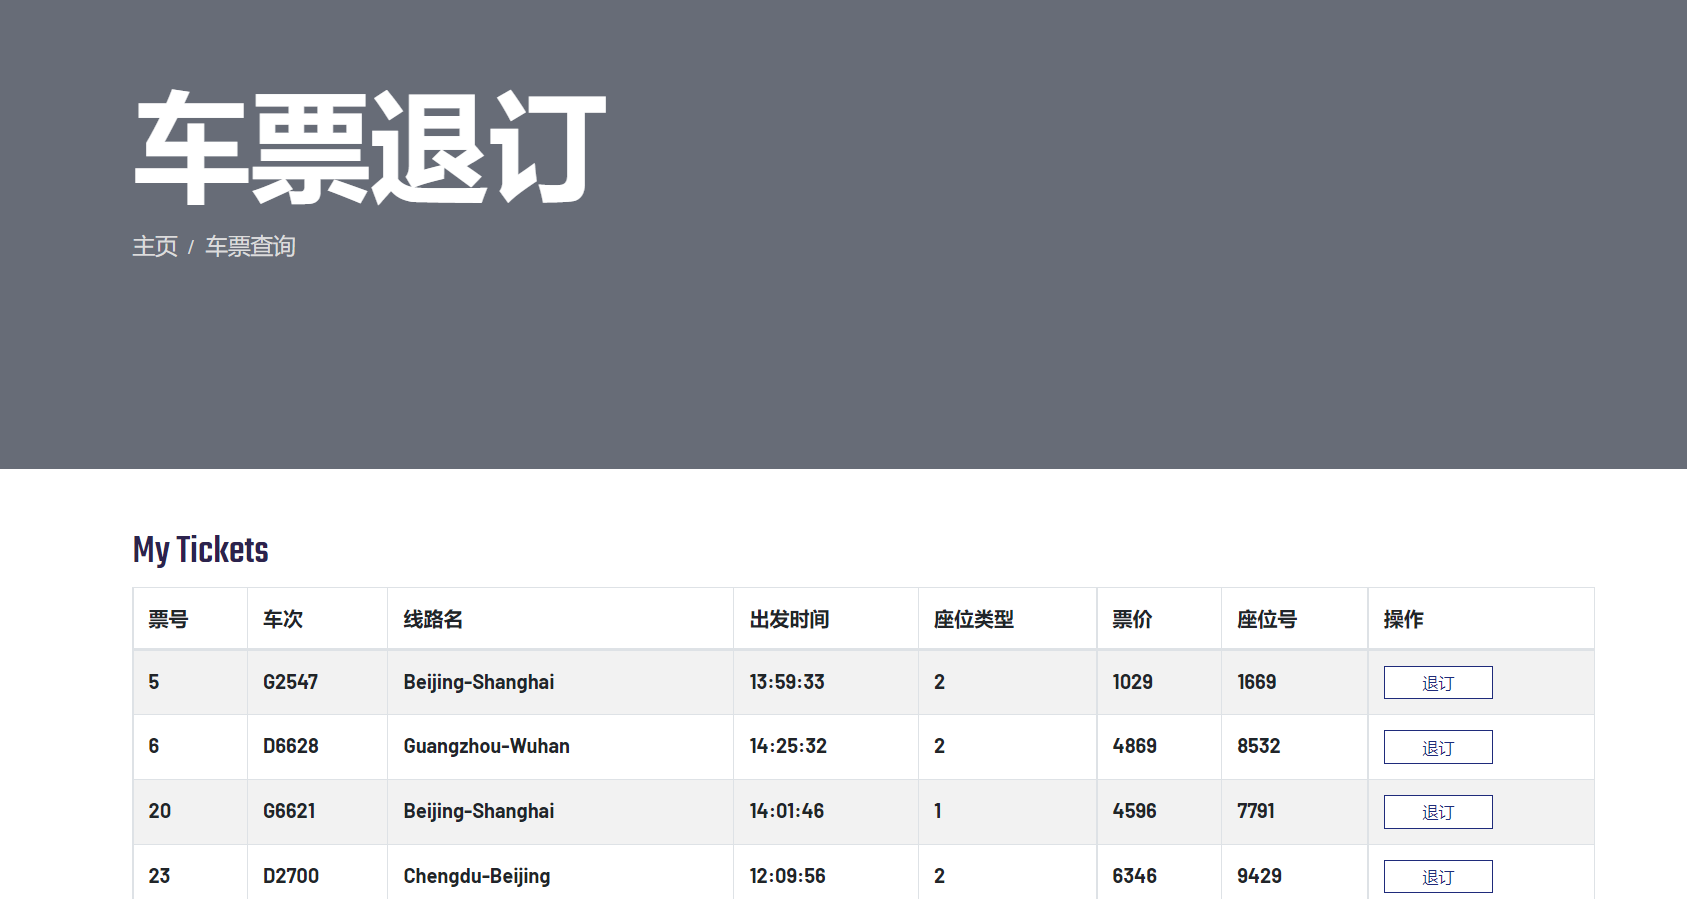 车票退订
主页 / 车票查询
My Tickets
票号 车次 线路名 出发时间 座位类型 票价 座位号 操作
5 G2547 Beijing-Shanghai 13:59:33 2 1029 1669 退订
6 D6628 Guangzhou-Wuhan 14:25:32 2 4869 8532 退订
20 G6621 Beijing-Shanghai 14:01:46 1 4596 7791 退订
23 D2700 Chengdu-Beijing 12:09:56 2 6346 9429 退订